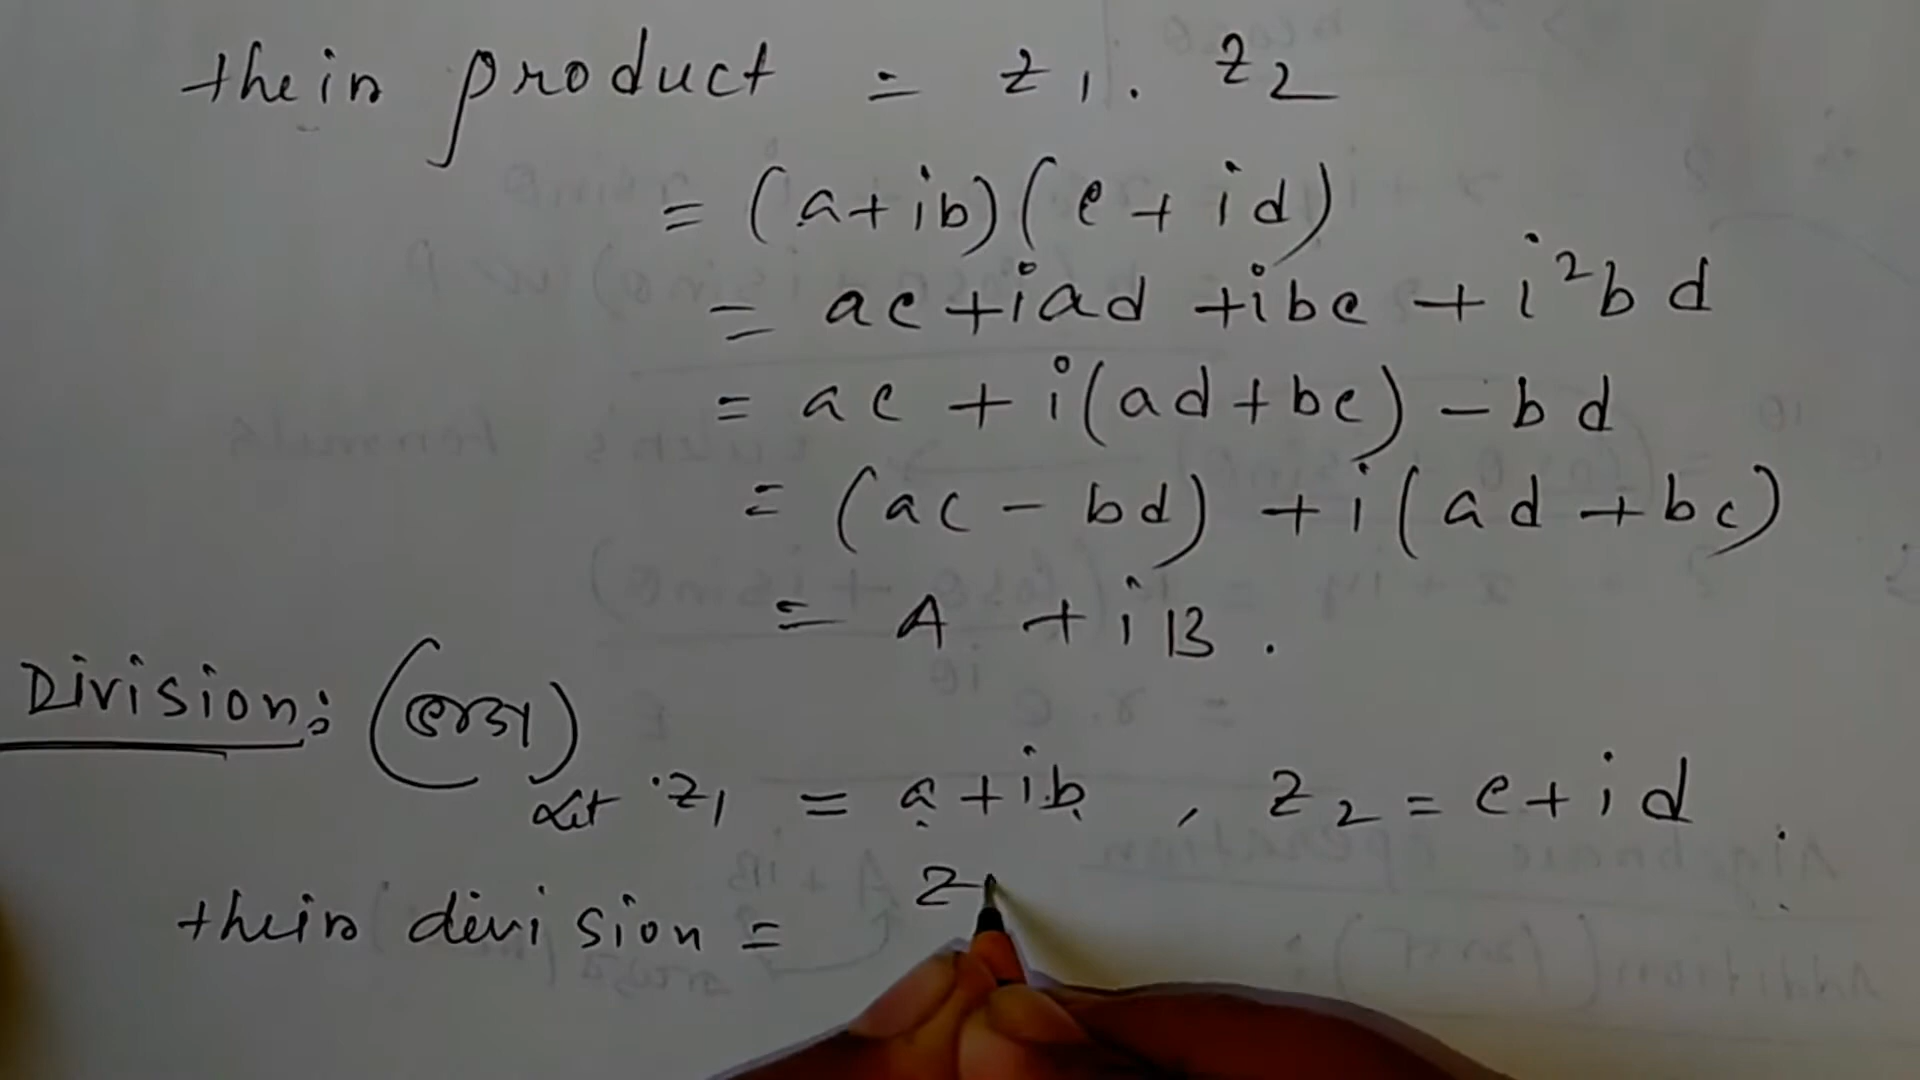 their product = z₁. z₂
= (a+ib)(c+id)
= ac+iad +ibc + i²bd
= ac + i(ad+bc) - bd
= (ac - bd) + i(ad + bc)
= A + iB .
Division: (ভাগ)
Let z₁ = a+ib , z₂ = c+id
their division = z